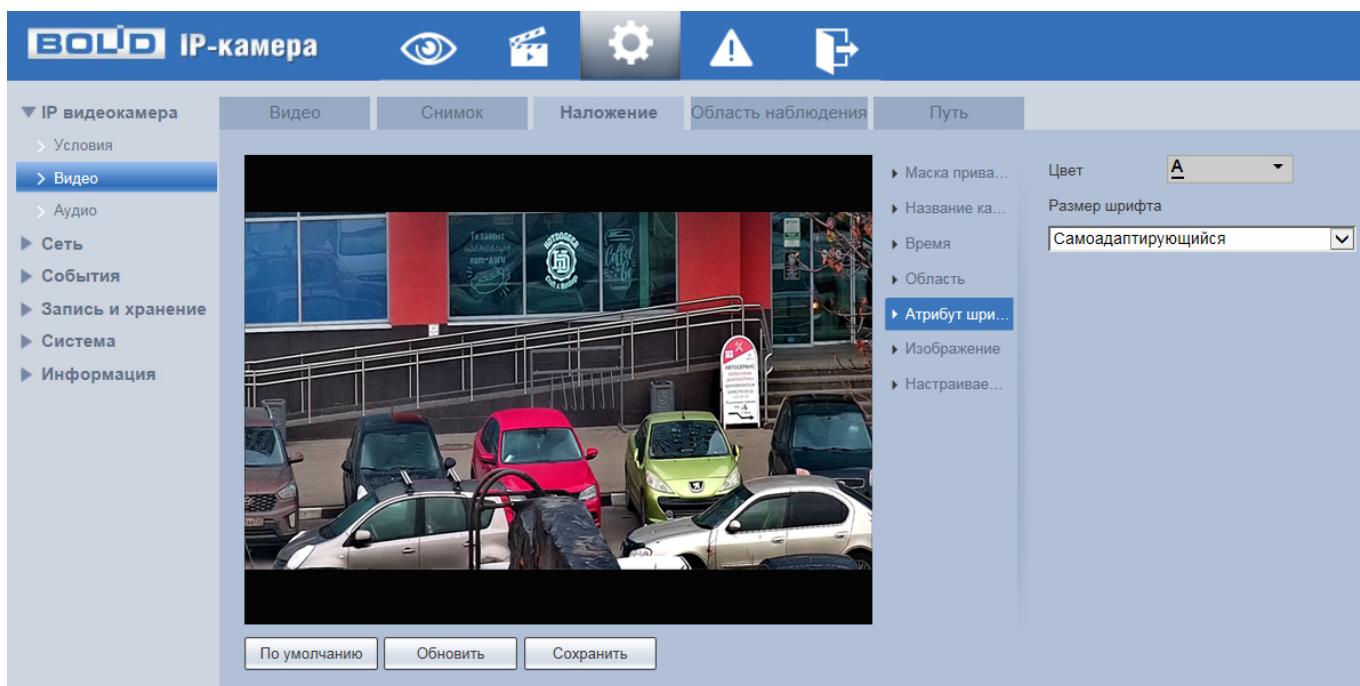 BOLID IP-камера
IP видеокамера
Условия
Видео
Аудио
Сеть
События
Запись и хранение
Система
Информация
Видео
Снимок
Наложение
Область наблюдения
Путь
HOTDOGGER
АВТОСЕРВИС
Маска прива...
Название ка...
Время
Область
Атрибут шри...
Изображение
Настраивае...
Цвет
A
Размер шрифта
Самоадаптирующийся
По умолчанию
Обновить
Сохранить